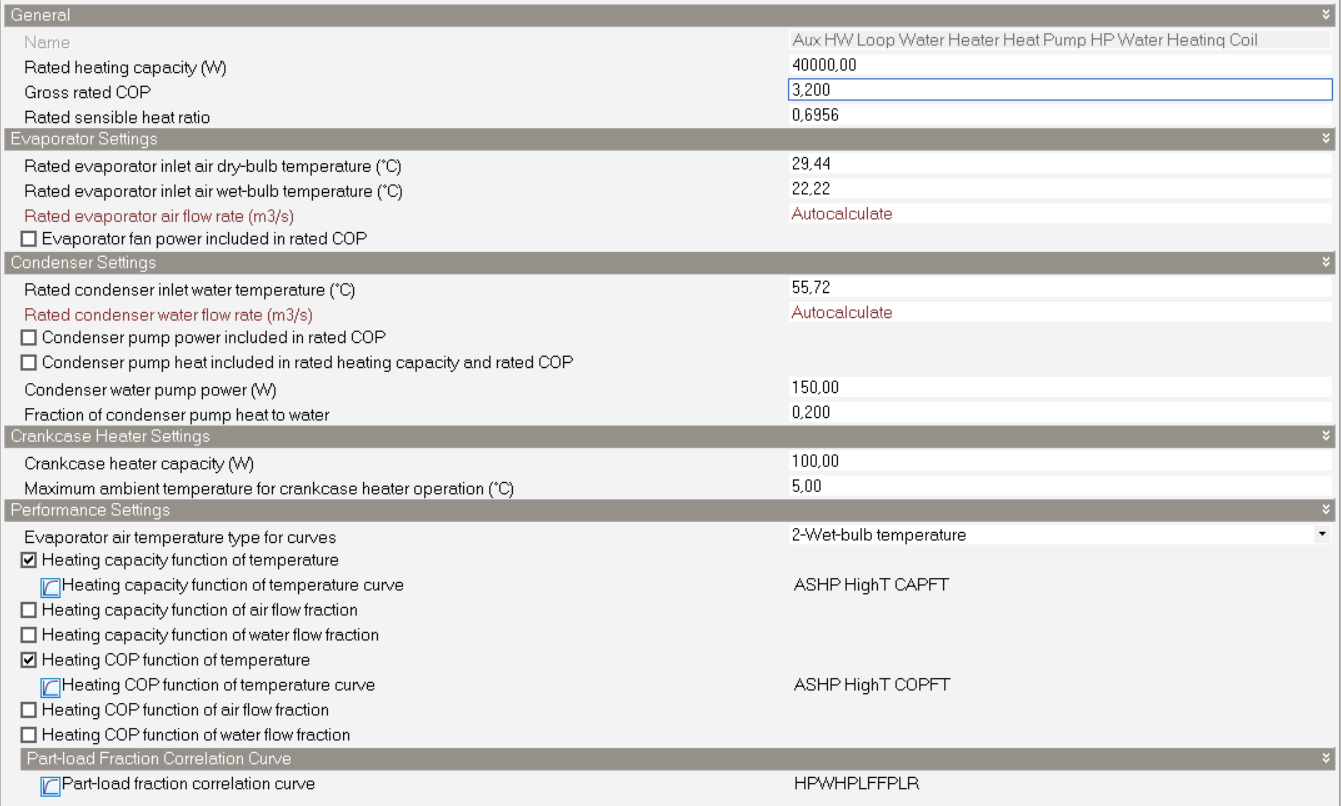 General
Name Aux HW Loop Water Heater Heat Pump HP Water Heating Coil
Rated heating capacity (W) 40000,00
Gross rated COP 3,200
Rated sensible heat ratio 0,6956
Evaporator Settings
Rated evaporator inlet air dry-bulb temperature (°C) 29,44
Rated evaporator inlet air wet-bulb temperature (°C) 22,22
Rated evaporator air flow rate (m3/s) Autocalculate
Evaporator fan power included in rated COP
Condenser Settings
Rated condenser inlet water temperature (°C) 55,72
Rated condenser water flow rate (m3/s) Autocalculate
Condenser pump power included in rated COP
Condenser pump heat included in rated heating capacity and rated COP
Condenser water pump power (W) 150,00
Fraction of condenser pump heat to water 0,200
Crankcase Heater Settings
Crankcase heater capacity (W) 100,00
Maximum ambient temperature for crankcase heater operation (°C) 5,00
Performance Settings
Evaporator air temperature type for curves 2-Wet-bulb temperature
Heating capacity function of temperature
Heating capacity function of temperature curve ASHP HighT CAPFT
Heating capacity function of air flow fraction
Heating capacity function of water flow fraction
Heating COP function of temperature
Heating COP function of temperature curve ASHP HighT COPFT
Heating COP function of air flow fraction
Heating COP function of water flow fraction
Part-load Fraction Correlation Curve
Part-load fraction correlation curve HPWHPLFFPLR